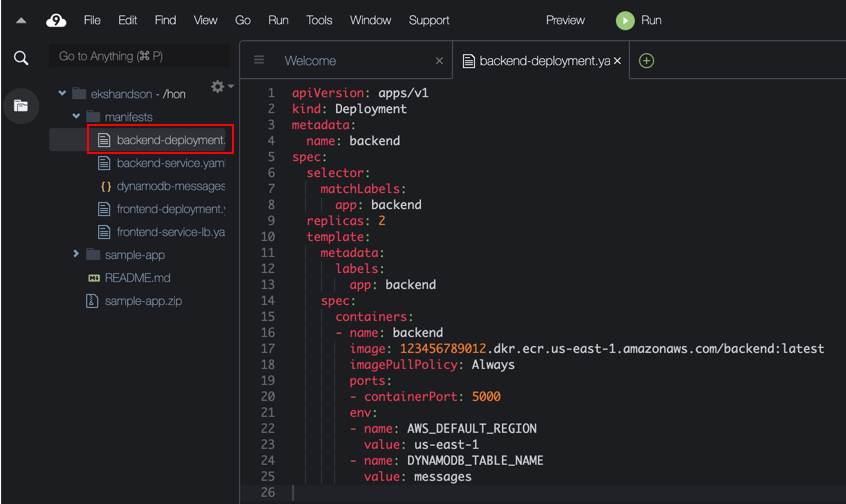 9 File Edit Find View Go Run Tools Window Support Preview Run
Go to Anything (⌘ P)
ekshandson - /hon
manifests
backend-deployment.
backend-service.yaml
{} dynamodb-messages
frontend-deployment.y
frontend-service-lb.ya
sample-app
README.md
sample-app.zip
Welcome × backend-deployment.ya ×
1 apiVersion: apps/v1
2 kind: Deployment
3 metadata:
4   name: backend
5 spec:
6   selector:
7     matchLabels:
8       app: backend
9   replicas: 2
10   template:
11     metadata:
12       labels:
13         app: backend
14     spec:
15       containers:
16       - name: backend
17         image: 123456789012.dkr.ecr.us-east-1.amazonaws.com/backend:latest
18         imagePullPolicy: Always
19         ports:
20         - containerPort: 5000
21         env:
22         - name: AWS_DEFAULT_REGION
23           value: us-east-1
24         - name: DYNAMODB_TABLE_NAME
25           value: messages
26